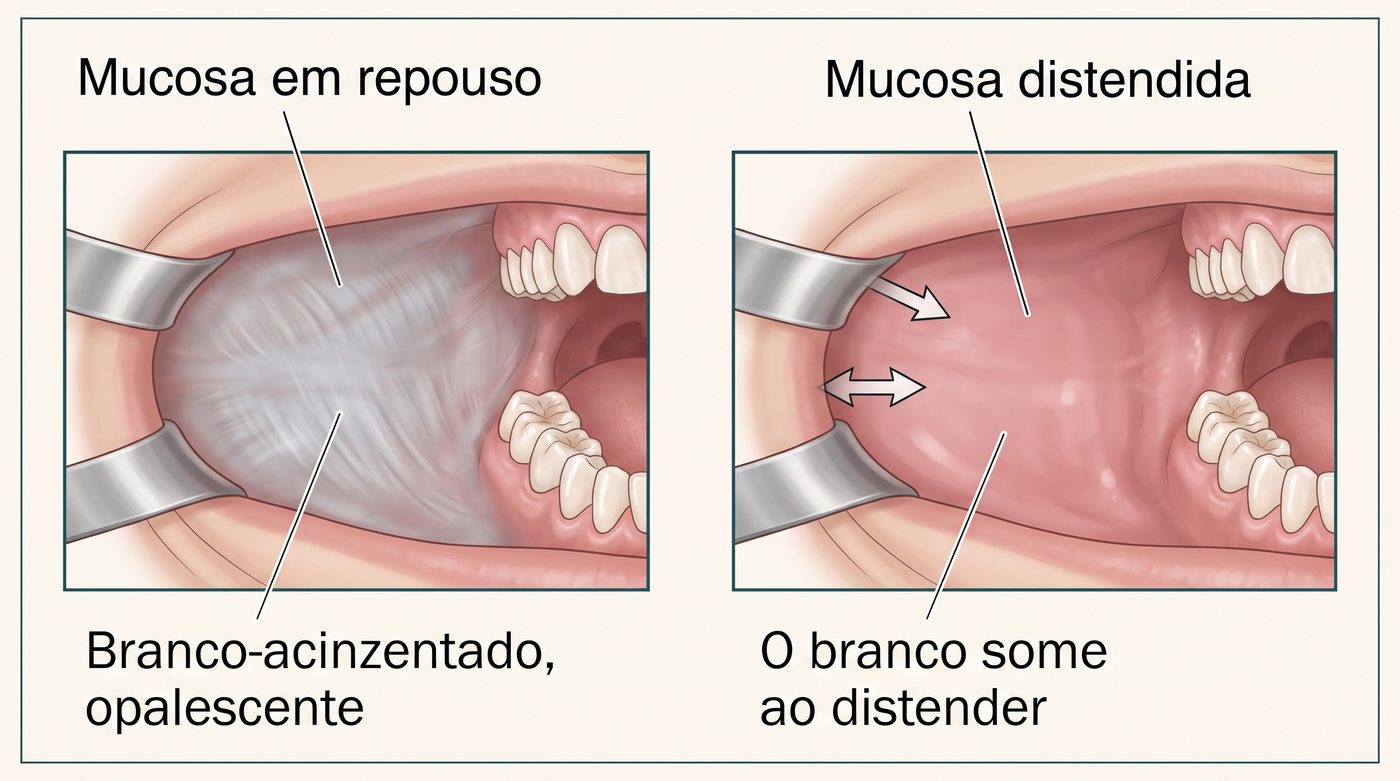 Mucosa em repouso
Mucosa distendida
Branco-acinzentado,
opalescente
O branco some
ao distender